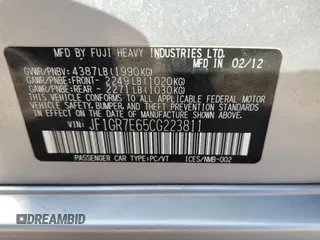 MFD BY FUJI HEAVY INDUSTRIES LTD.
IN 02/12
GVWR/PNBV: 4387LB(1990KG)
GAWR/PNBE:FRONT- 2249LB(1020KG)
GAWR/PNBE:REAR - 2271LB(1030KG)
THIS VEHICLE CONFORMS TO ALL APPLICABLE FEDERAL MOTOR
VEHICLE SAFETY, BUMPER, AND THEFT PREVENTION STANDARDS
IN EFFECT ON THE DATE OF MANUFACTURE SHOWN ABOVE.
VIN: JF1GR7E65CG223811
PASSENGER CAR/VOITURE TYPE:PC/VT ICES/NMB-002
DREAMBID